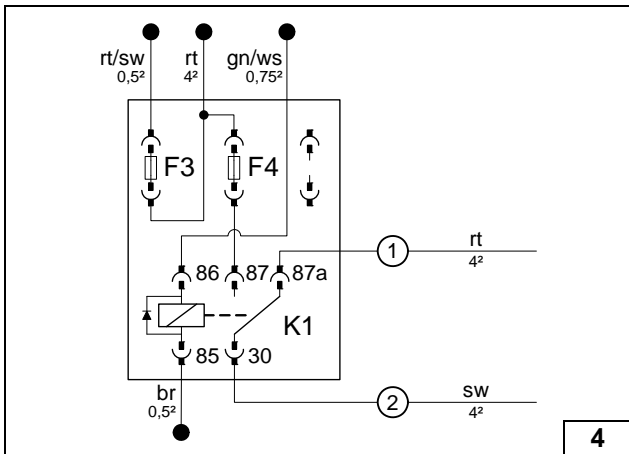 rt/sw rt gn/ws
0,5² 4² 0,75²
F3 F4
1 rt
4²
86 87 87a
K1
85 30
br
0,5²
2 sw
4²
4